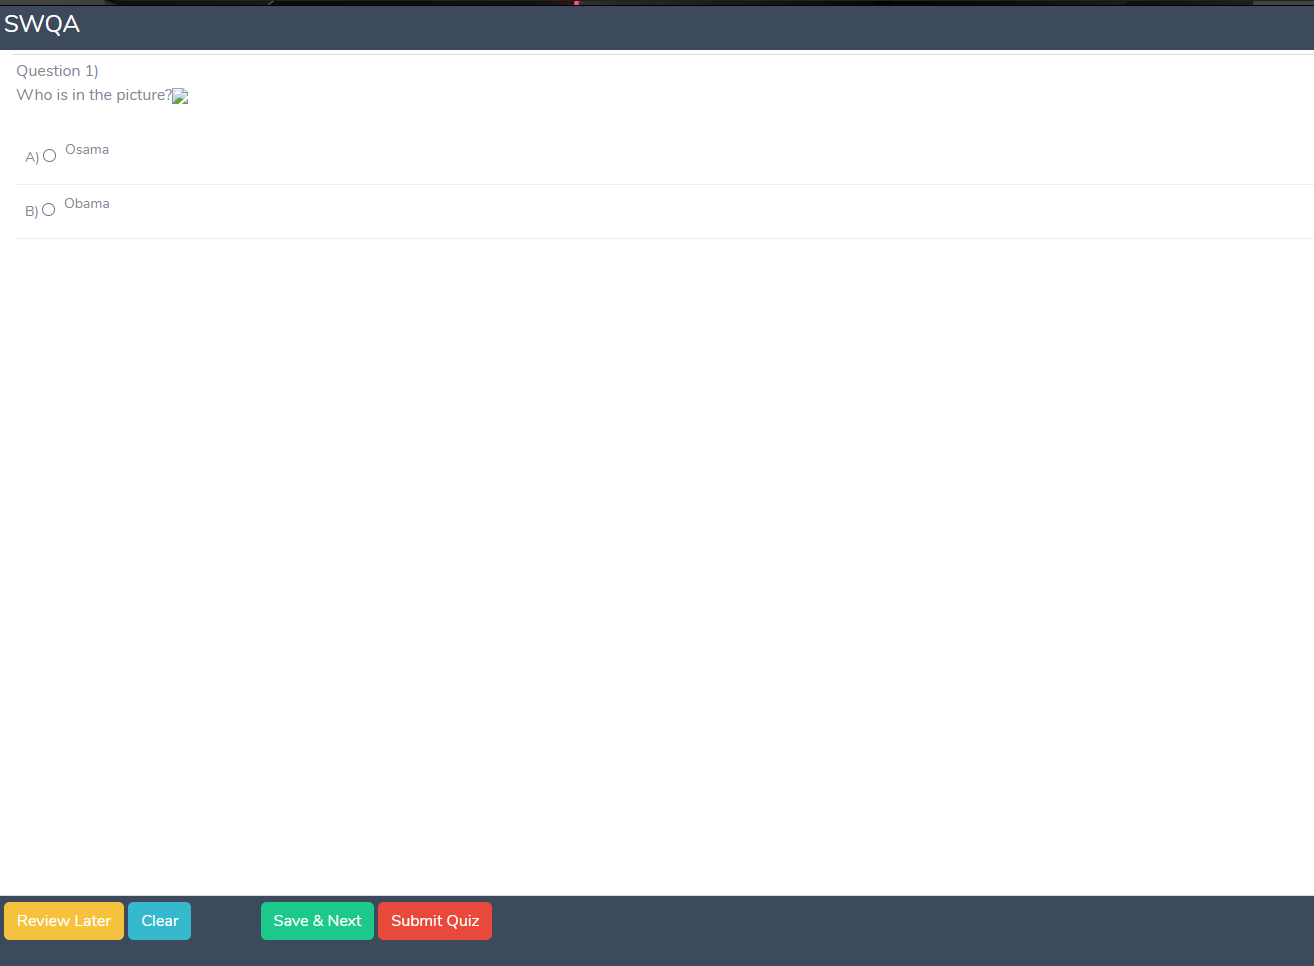 SWQA
Question 1)
Who is in the picture?
A) Osama
B) Obama
Review Later Clear Save & Next Submit Quiz